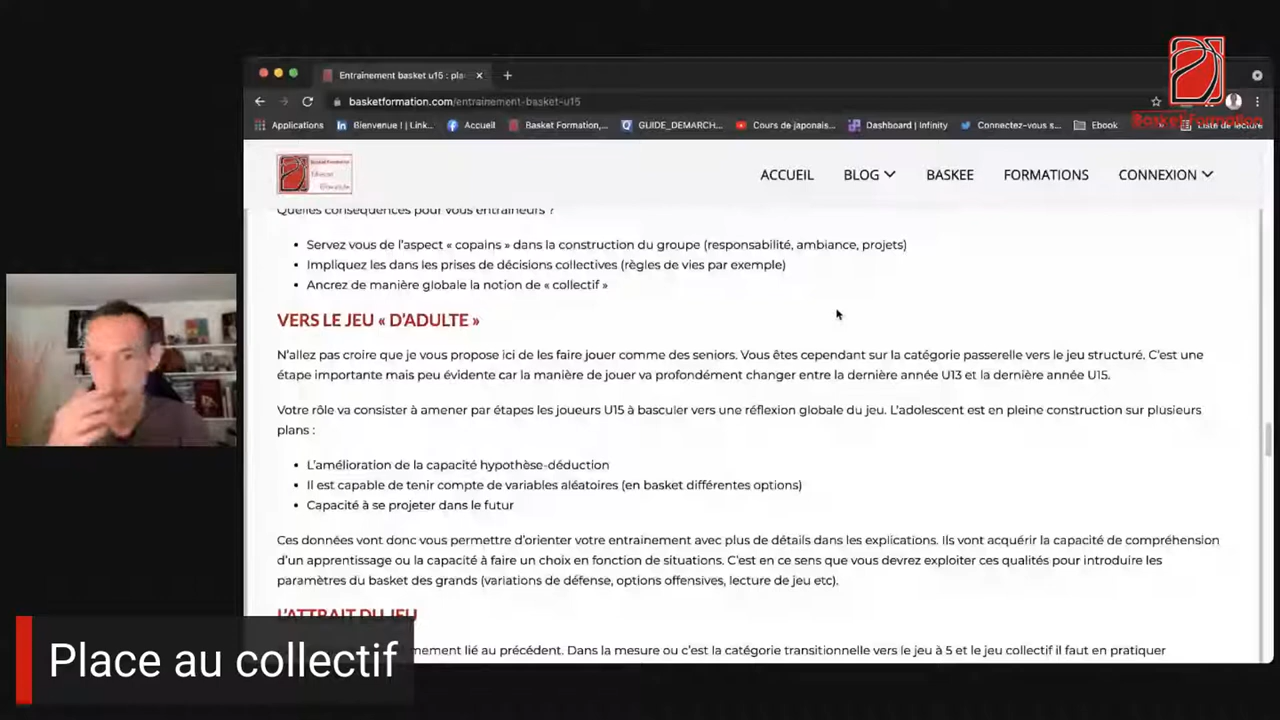 Basket Formation
Entrainement basket u15 : pla
basketformation.com/entrainement-basket-u15
Applications
Bienvenue ! | Link...
Accueil
Basket Formation,...
GUIDE_DEMARCH...
Cours de japonais...
Dashboard | Infinity
Connectez-vous s...
Ebook
»
Liste de lecture
Basket Formation
ACCUEIL
BLOG
BASKEE
FORMATIONS
CONNEXION
Quelles conséquences pour vous entraineurs ?
• Servez vous de l'aspect « copains » dans la construction du groupe (responsabilité, ambiance, projets)
• Impliquez les dans les prises de décisions collectives (règles de vies par exemple)
• Ancrez de manière globale la notion de « collectif »
VERS LE JEU « D'ADULTE »
N'allez pas croire que je vous propose ici de les faire jouer comme des seniors. Vous êtes cependant sur la catégorie passerelle vers le jeu structuré. C'est une
étape importante mais peu évidente car la manière de jouer va profondément changer entre la dernière année U13 et la dernière année U15.
Votre rôle va consister à amener par étapes les joueurs U15 à basculer vers une réflexion globale du jeu. L'adolescent est en pleine construction sur plusieurs
plans :
• L'amélioration de la capacité hypothèse-déduction
• Il est capable de tenir compte de variables aléatoires (en basket différentes options)
• Capacité à se projeter dans le futur
Ces données vont donc vous permettre d'orienter votre entrainement avec plus de détails dans les explications. Ils vont acquérir la capacité de compréhension
d'un apprentissage ou la capacité à faire un choix en fonction de situations. C'est en ce sens que vous devrez exploiter ces qualités pour introduire les
paramètres du basket des grands (variations de défense, options offensives, lecture de jeu etc).
L'ATTRAIT DU JEU
mement lié au précédent. Dans la mesure ou c'est la catégorie transitionnelle vers le jeu à 5 et le jeu collectif il faut en pratiquer
Place au collectif